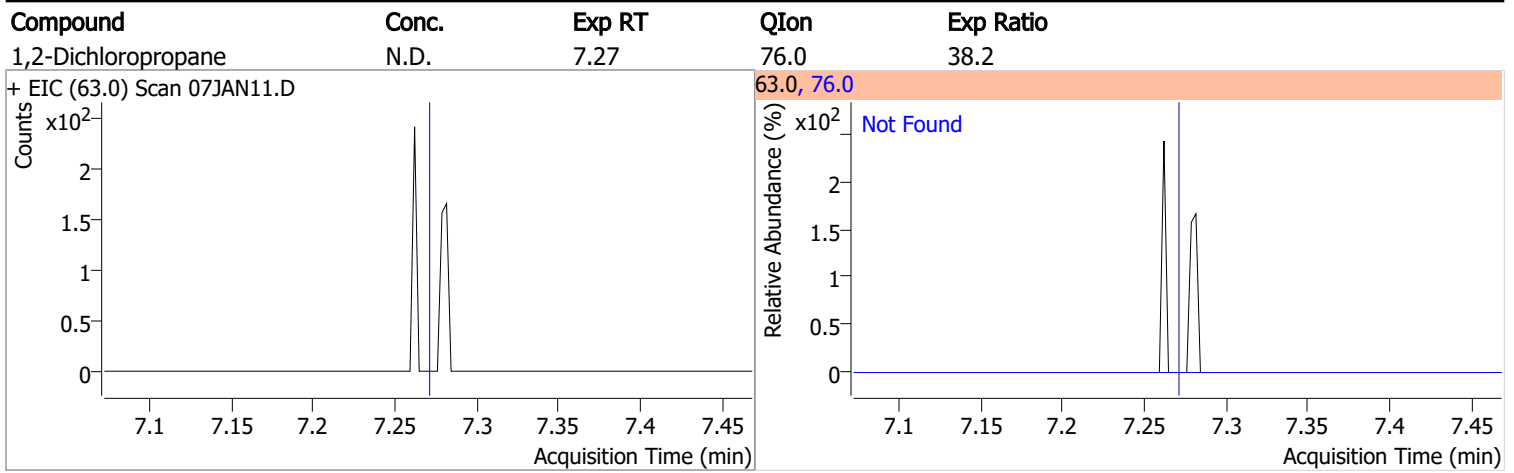 Compound Conc. Exp RT QIon Exp Ratio
1,2-Dichloropropane N.D. 7.27 76.0 38.2
+ EIC (63.0) Scan 07JAN11.D
Counts
x10²
2
1.5
1
0.5
0
7.1 7.15 7.2 7.25 7.3 7.35 7.4 7.45
Acquisition Time (min)
63.0, 76.0
Relative Abundance (%)
x10²
Not Found
2
1.5
1
0.5
0
7.1 7.15 7.2 7.25 7.3 7.35 7.4 7.45
Acquisition Time (min)